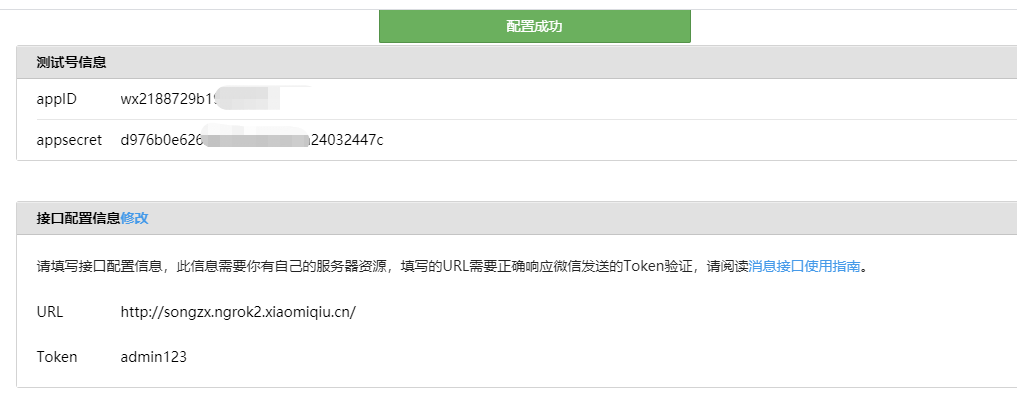 配置成功
测试号信息
appID wx2188729b19
appsecret d976b0e626 24032447c
接口配置信息修改
请填写接口配置信息，此信息需要你有自己的服务器资源，填写的URL需要正确响应微信发送的Token验证，请阅读消息接口使用指南。
URL http://songzx.ngrok2.xiaomiqiu.cn/
Token admin123